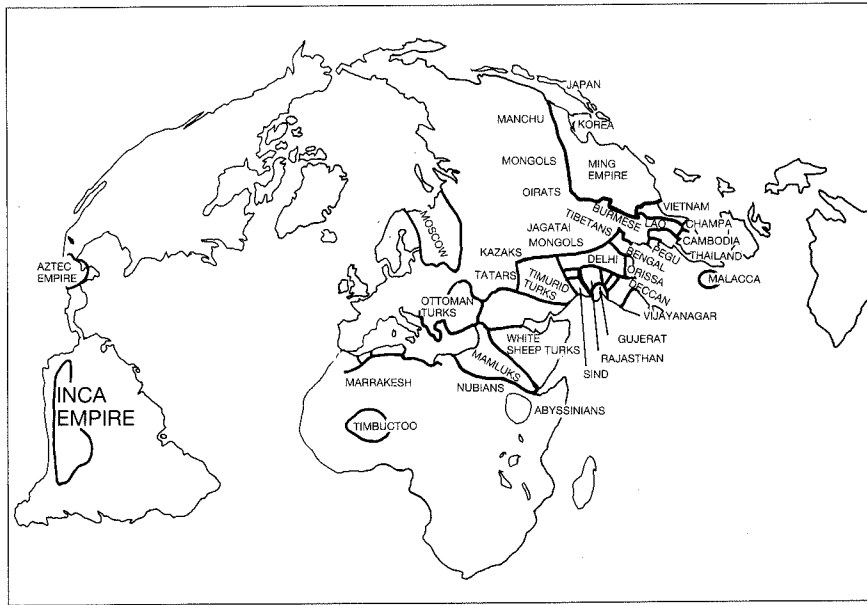 JAPAN
KOREA
MANCHU
MONGOLS
OIRATS
MING
EMPIRE
VIETNAM
BURMESE
LAO
CHAMPA
CAMBODIA
THAILAND
PEGU
MALACCA
TIBETANS
JAGATAI
MONGOLS
BENGAL
ORISSA
DECCAN
DELHI
KAZAKS
TATARS
TIMURID
TURKS
VIJAYANAGAR
GUJERAT
RAJASTHAN
SIND
MOSCOW
OTTOMAN
TURKS
WHITE
SHEEP TURKS
MAMLUKS
NUBIANS
ABYSSINIANS
MARRAKESH
TIMBUCTOO
AZTEC
EMPIRE
INCA
EMPIRE